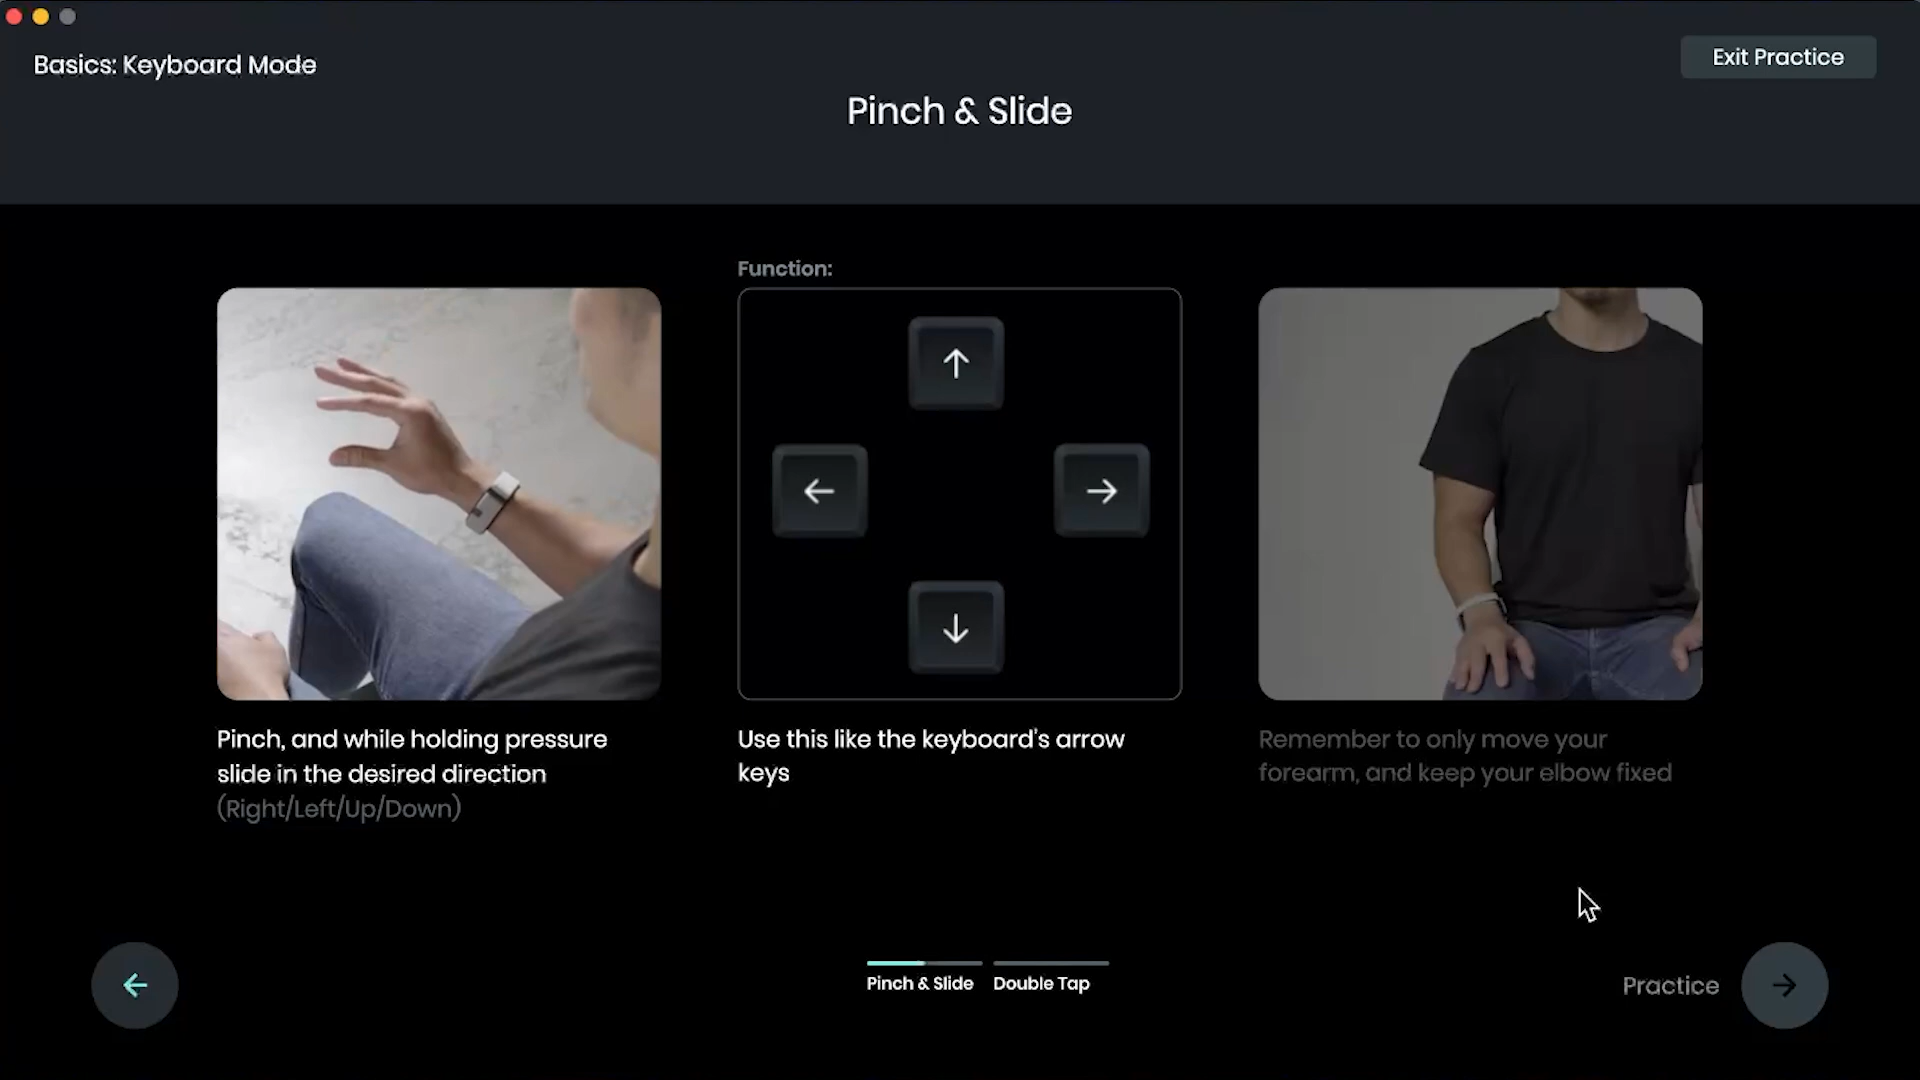 Basics: Keyboard Mode
Exit Practice
Pinch & Slide
Function:
Pinch, and while holding pressure
slide in the desired direction
(Right/Left/Up/Down)
Use this like the keyboard's arrow
keys
Remember to only move your
forearm, and keep your elbow fixed
Pinch & Slide
Double Tap
Practice